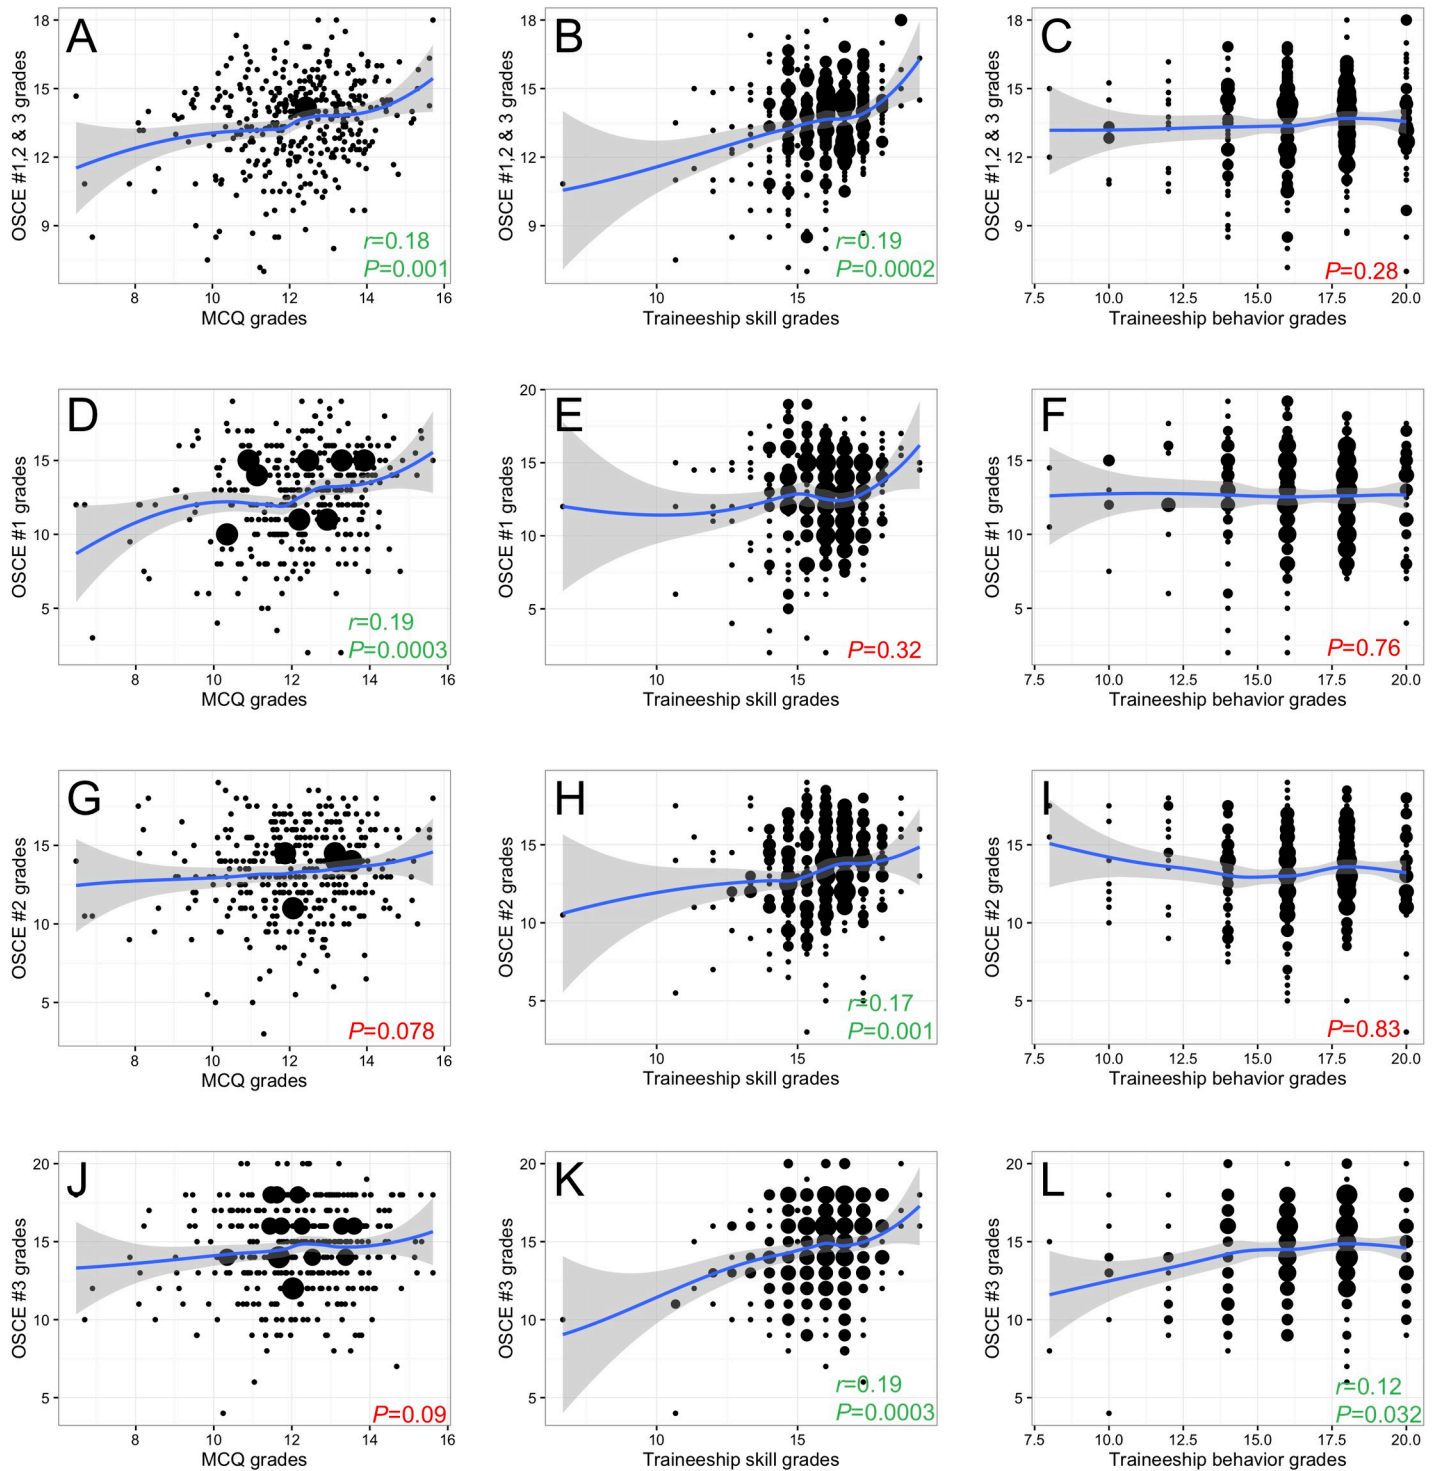 A
OSCE #1,2 & 3 grades
18
15
12
9
r=0.18
P=0.001
8 10 12 14 16
MCQ grades
B
OSCE #1,2 & 3 grades
18
15
12
9
r=0.19
P=0.0002
10 15
Traineeship skill grades
C
OSCE #1,2 & 3 grades
18
15
12
9
P=0.28
7.5 10.0 12.5 15.0 17.5 20.0
Traineeship behavior grades
D
OSCE #1 grades
15
10
5
r=0.19
P=0.0003
8 10 12 14 16
MCQ grades
E
OSCE #1 grades
20
15
10
5
P=0.32
10 15
Traineeship skill grades
F
OSCE #1 grades
15
10
5
P=0.76
7.5 10.0 12.5 15.0 17.5 20.0
Traineeship behavior grades
G
OSCE #2 grades
15
10
5
P=0.078
8 10 12 14 16
MCQ grades
H
OSCE #2 grades
15
10
5
r=0.17
P=0.001
10 15
Traineeship skill grades
I
OSCE #2 grades
15
10
5
P=0.83
7.5 10.0 12.5 15.0 17.5 20.0
Traineeship behavior grades
J
OSCE #3 grades
20
15
10
5
P=0.09
8 10 12 14 16
MCQ grades
K
OSCE #3 grades
20
15
10
5
r=0.19
P=0.0003
10 15
Traineeship skill grades
L
OSCE #3 grades
20
15
10
5
r=0.12
P=0.032
7.5 10.0 12.5 15.0 17.5 20.0
Traineeship behavior grades